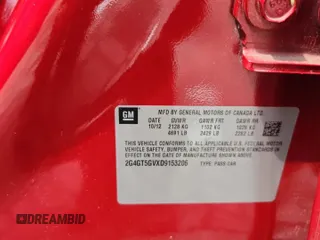 GM
MFD BY GENERAL MOTORS OF CANADA LTD.
DATE GVWR GAWR FRT GAWR RR
10/12 2128 KG 1102 KG 1026 KG
4691 LB 2429 LB 2262 LB
THIS VEHICLE CONFORMS TO ALL APPLICABLE U.S. FEDERAL MOTOR VEHICLE
SAFETY, BUMPER, AND THEFT PREVENTION STANDARDS IN EFFECT ON THE
DATE OF MANUFACTURE SHOWN ABOVE.
2G4GT5GVXD9153206 TYPE: PASS CAR
DREAMBID